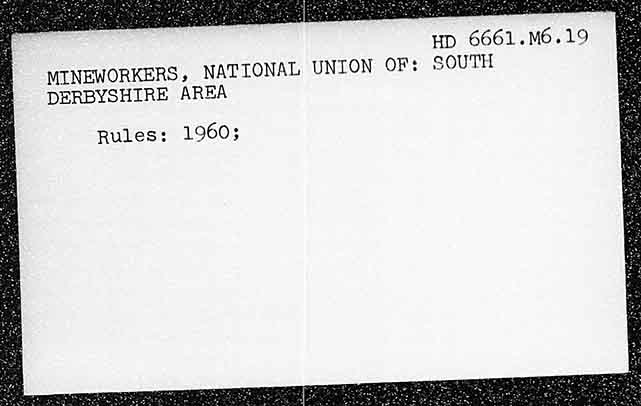 HD 6661.M6.19
MINEWORKERS, NATIONAL UNION OF: SOUTH
DERBYSHIRE AREA
Rules: 1960;